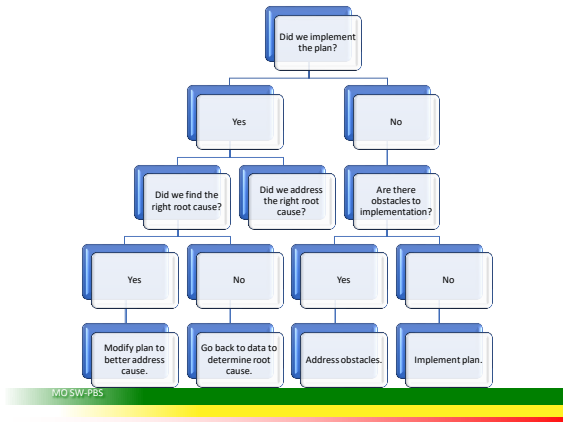 Did we implement
the plan?
Yes
No
Did we find the
right root cause?
Did we address
the right root
cause?
Are there
obstacles to
implementation?
Yes
No
Yes
No
Modify plan to
better address
cause.
Go back to data to
determine root
cause.
Address obstacles.
Implement plan.
MO SW-PBS